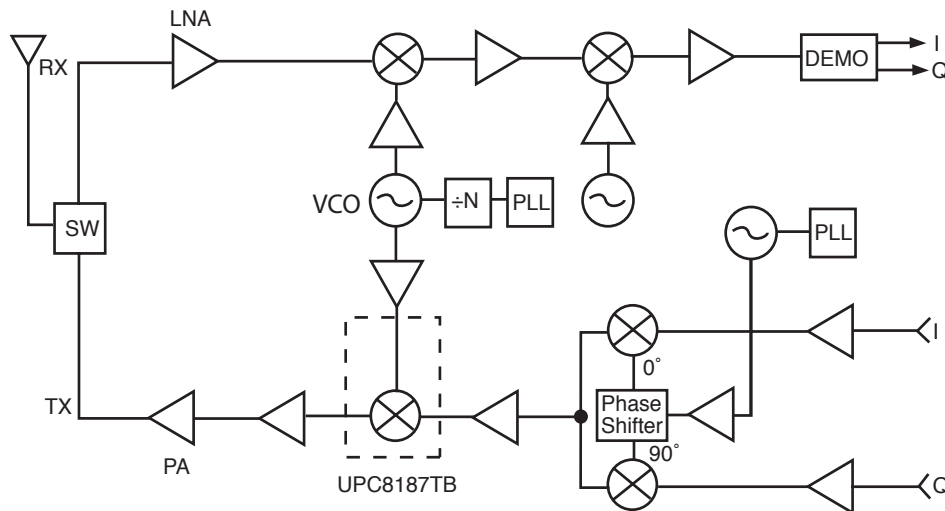 LNA
RX
DEMO
I
Q
VCO
÷N
PLL
SW
PLL
I
0°
TX
Phase
Shifter
PA
90°
UPC8187TB
Q